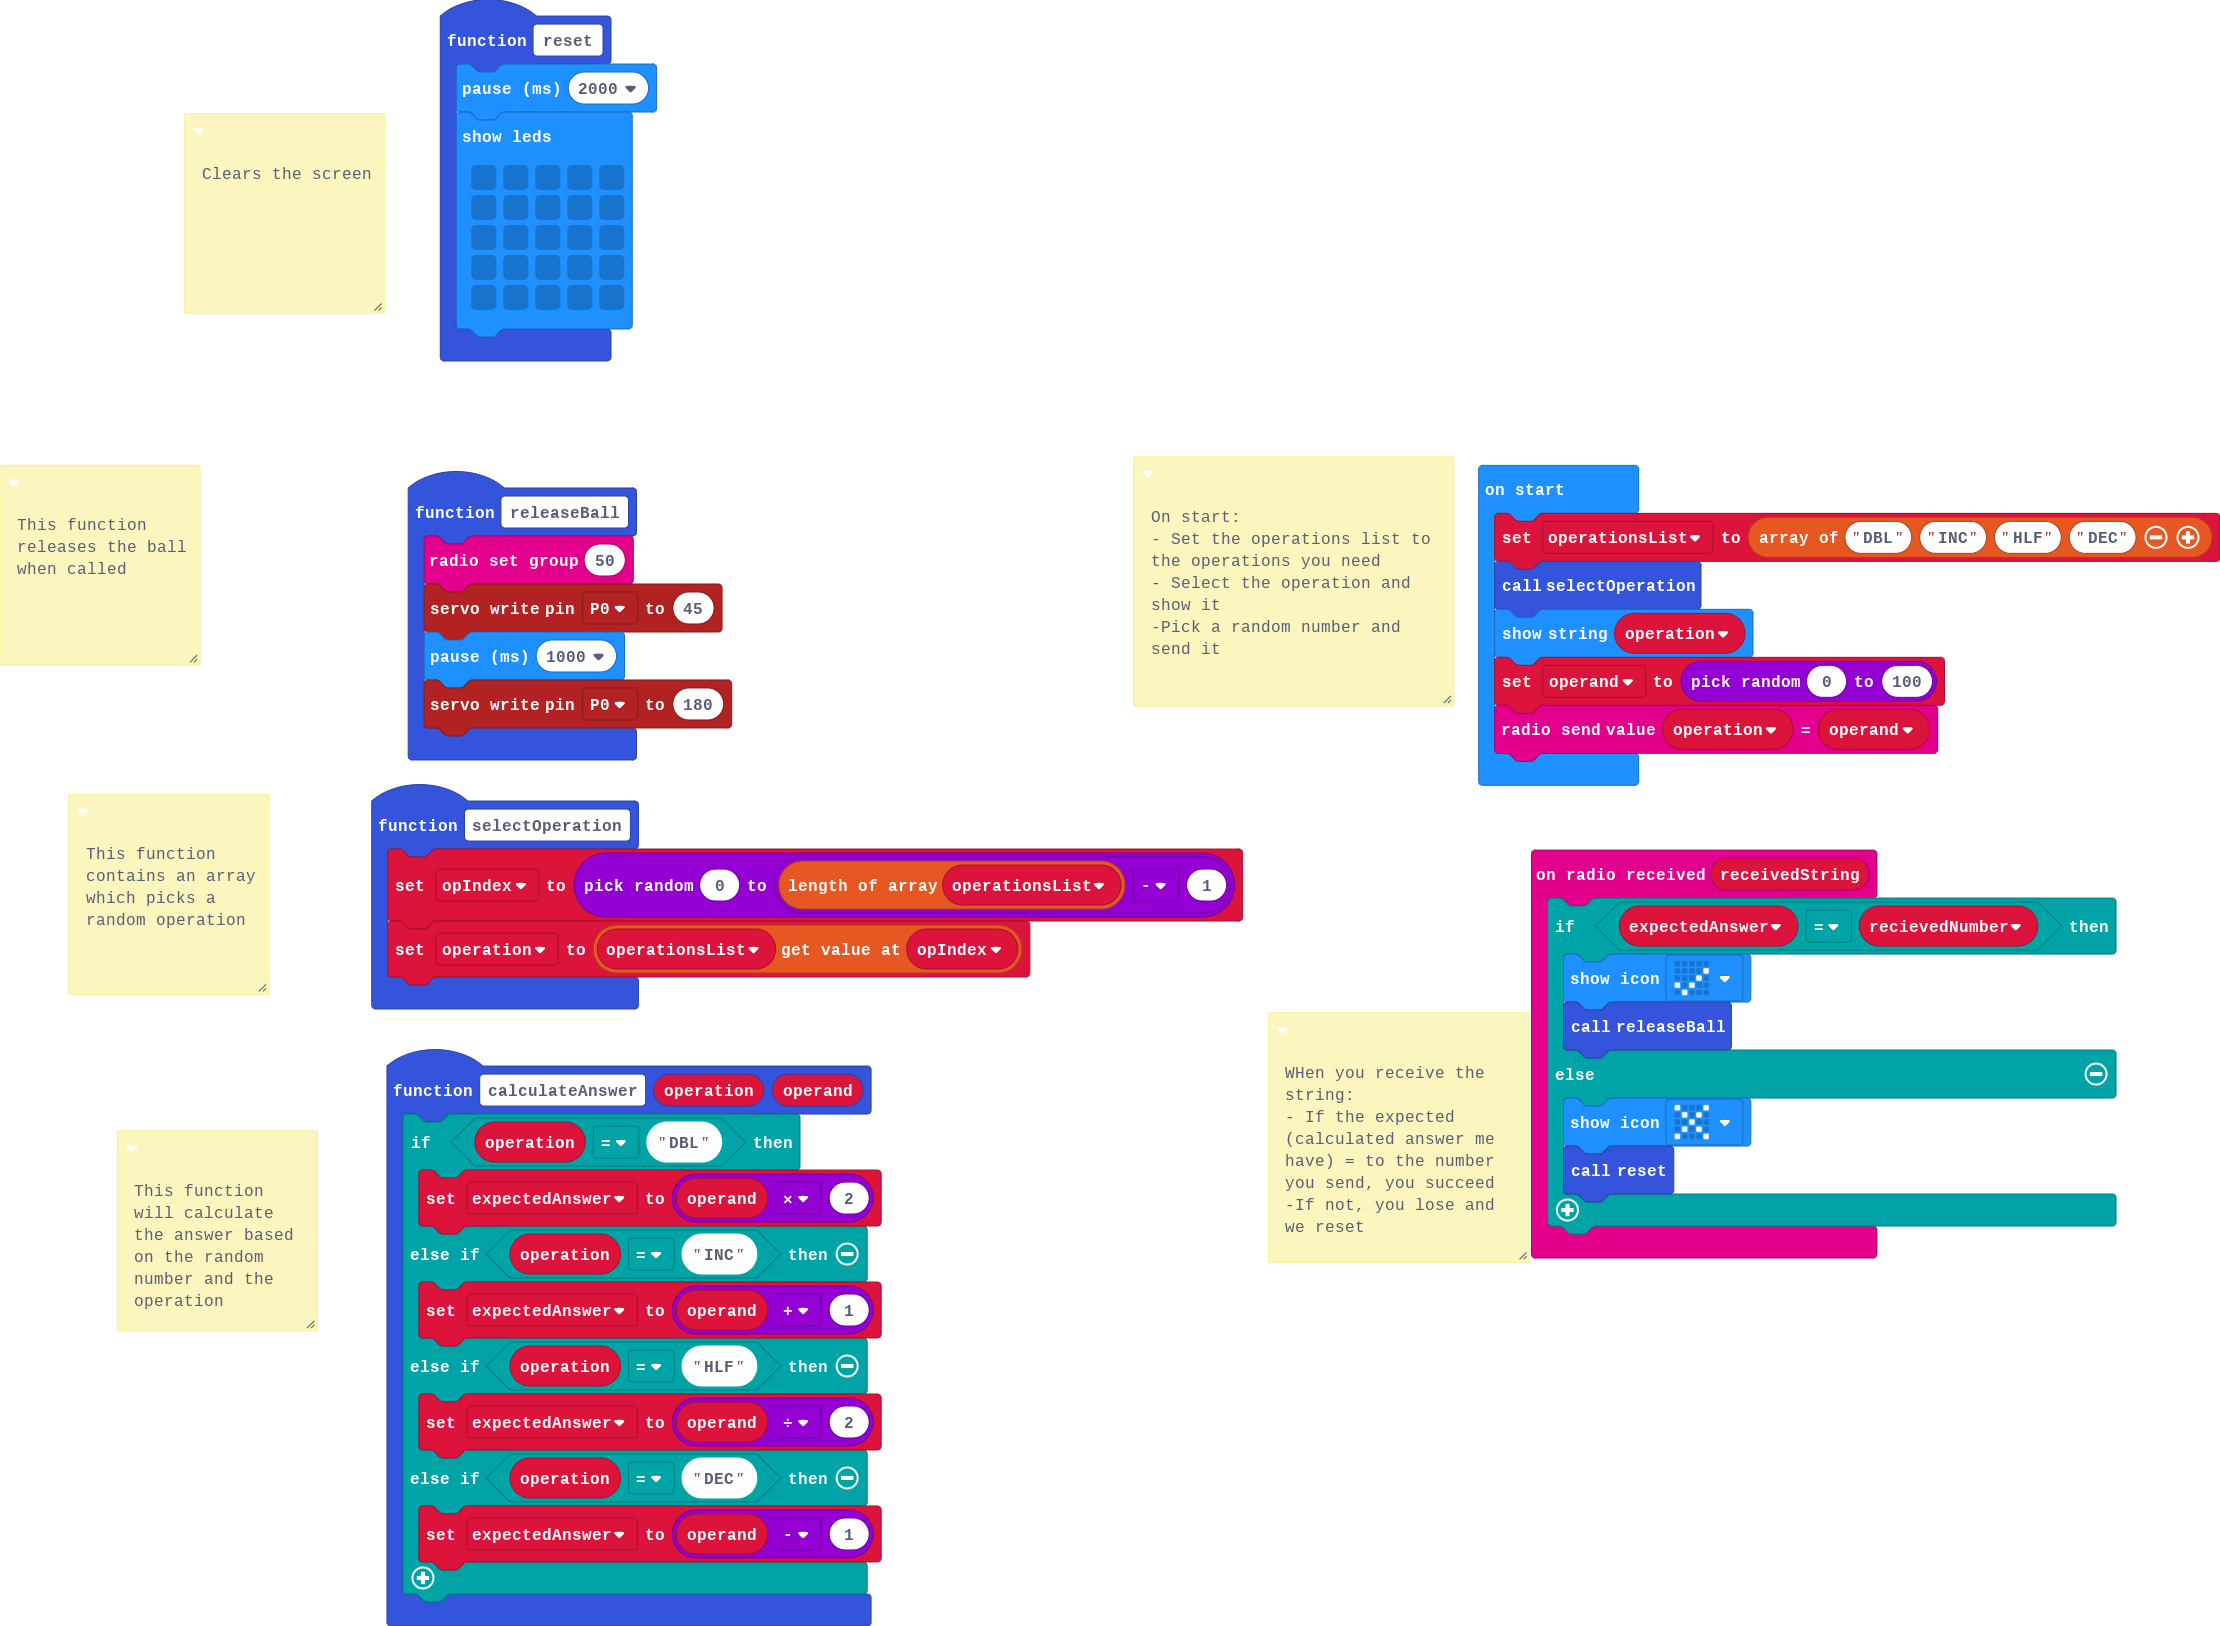 function reset
pause (ms) 2000
show leds
Clears the screen
This function
releases the ball
when called
function releaseBall
radio set group 50
servo write pin P0 to 45
pause (ms) 1000
servo write pin P0 to 180
On start:
- Set the operations list to
the operations you need
- Select the operation and
show it
-Pick a random number and
send it
on start
set operationsList to array of "DBL" "INC" "HLF" "DEC"
call selectOperation
show string operation
set operand to pick random 0 to 100
radio send value operation = operand
This function
contains an array
which picks a
random operation
function selectOperation
set opIndex to pick random 0 to length of array operationsList - 1
set operation to operationsList get value at opIndex
WHen you receive the
string:
- If the expected
(calculated answer me
have) = to the number
you send, you succeed
-If not, you lose and
we reset
on radio received receivedString
if expectedAnswer = recievedNumber then
show icon
call releaseBall
else
show icon
call reset
This function
will calculate
the answer based
on the random
number and the
operation
function calculateAnswer operation operand
if operation = "DBL" then
set expectedAnswer to operand × 2
else if operation = "INC" then
set expectedAnswer to operand + 1
else if operation = "HLF" then
set expectedAnswer to operand ÷ 2
else if operation = "DEC" then
set expectedAnswer to operand - 1